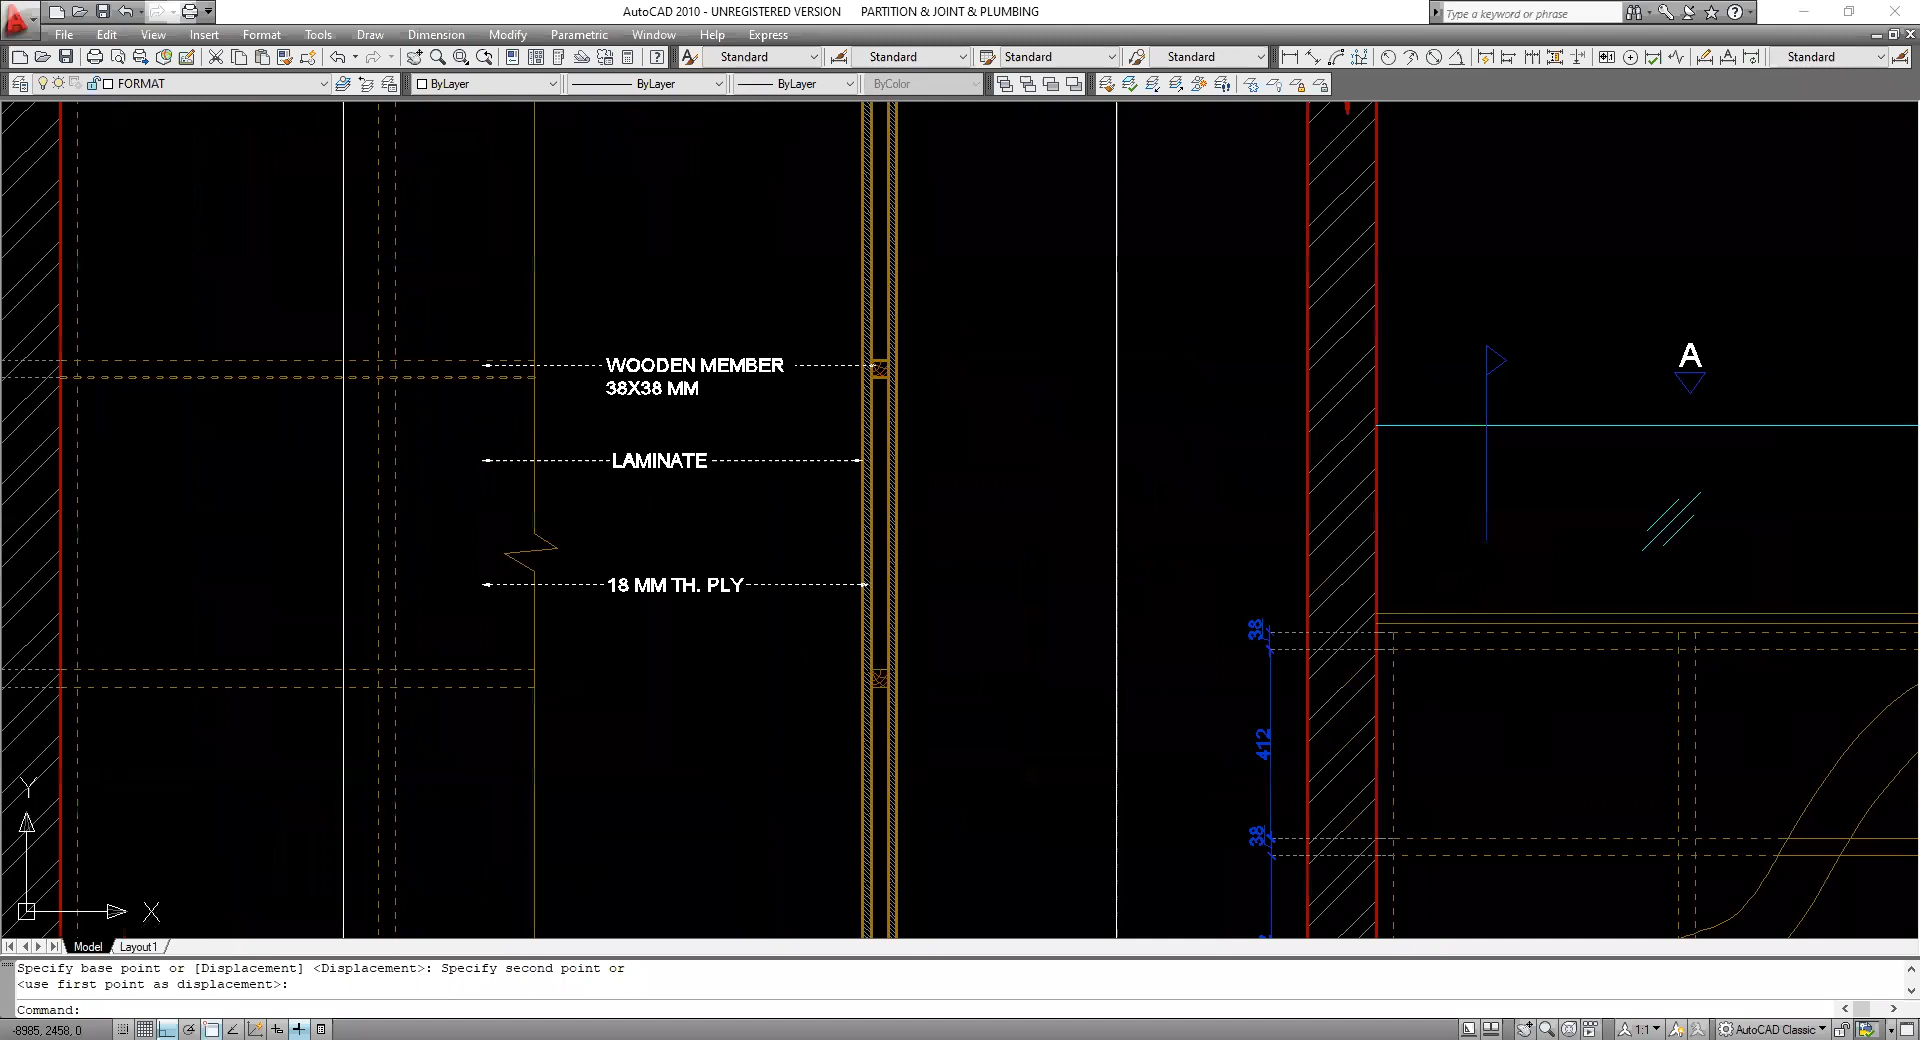 AutoCAD 2010 - UNREGISTERED VERSION PARTITION & JOINT & PLUMBING
Type a keyword or phrase
File Edit View Insert Format Tools Draw Dimension Modify Parametric Window Help Express
Standard Standard Standard Standard Standard
FORMAT ByLayer ByLayer ByLayer ByColor
WOODEN MEMBER
38X38 MM
A
LAMINATE
18 MM TH. PLY
38
412
38
Y
X
Model Layout1
Specify base point or [Displacement] <Displacement>: Specify second point or
<use first point as displacement>:
Command:
-8985, 2458, 0 1:1 AutoCAD Classic